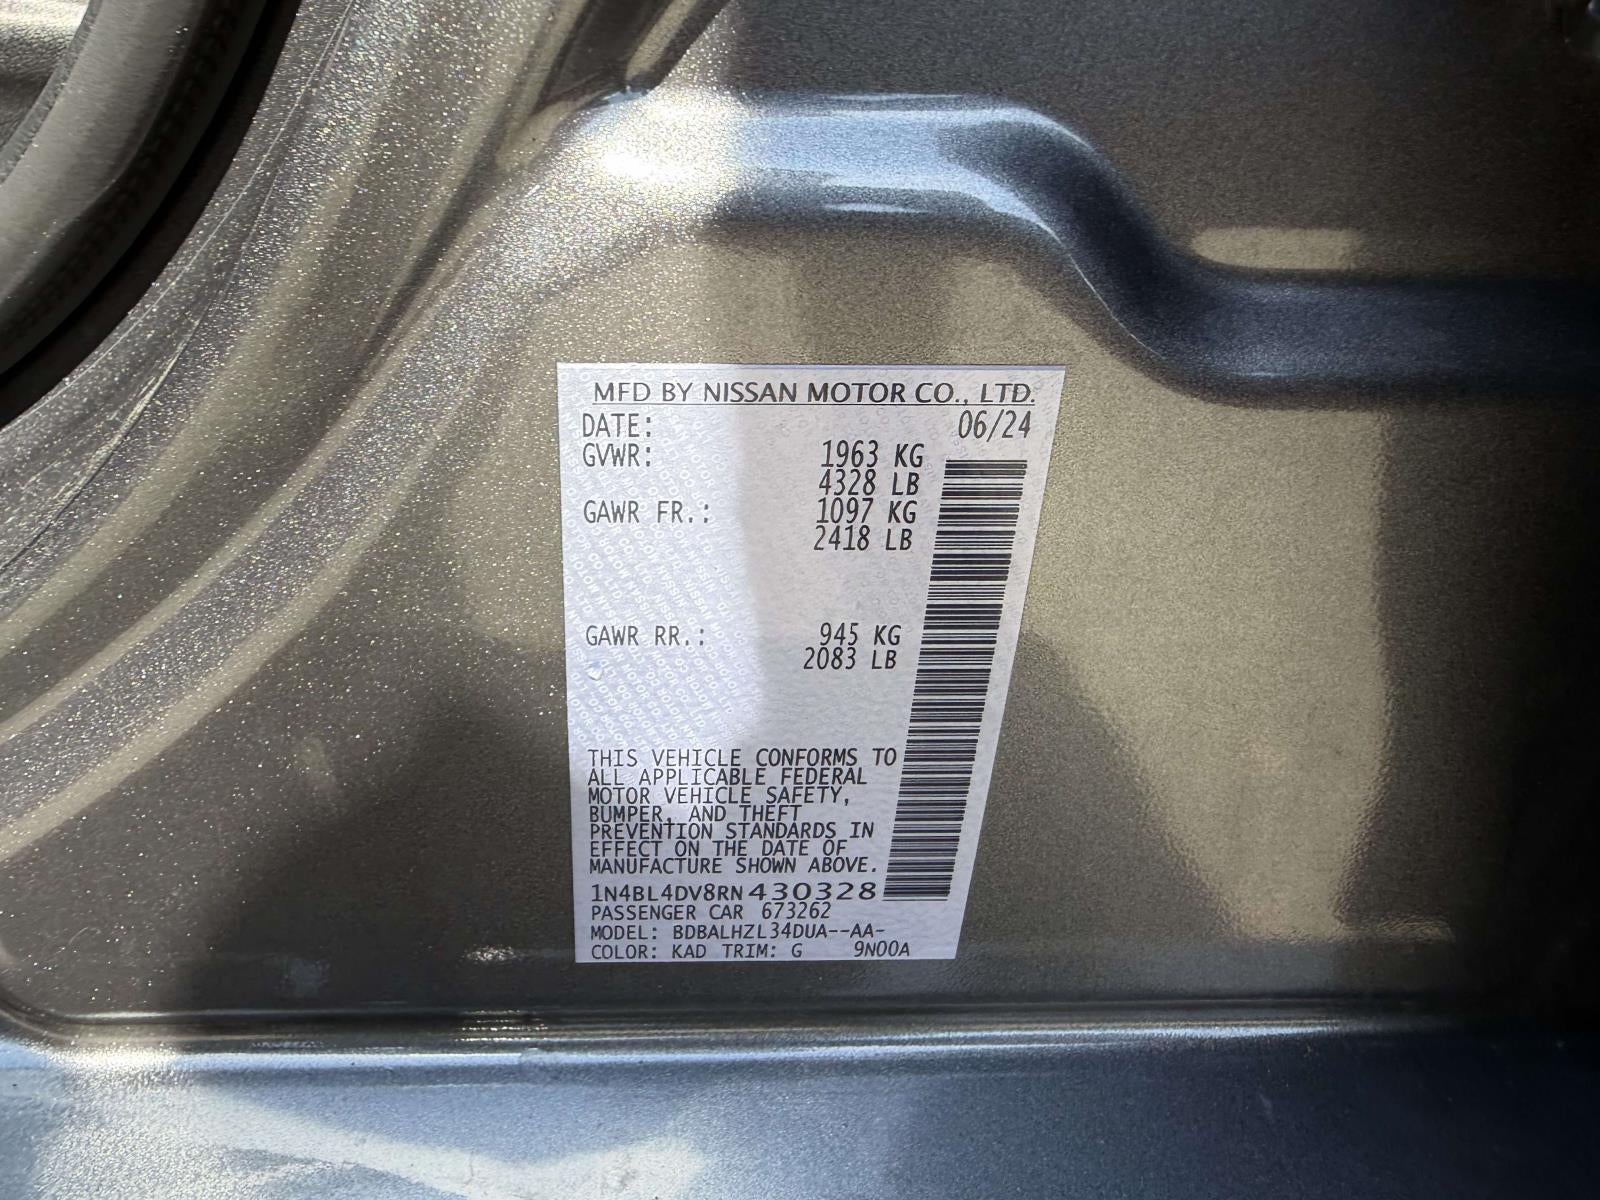 MFD BY NISSAN MOTOR CO., LTD.
DATE: 06/24
GVWR: 1963 KG
4328 LB
GAWR FR.: 1097 KG
2418 LB
GAWR RR.: 945 KG
2083 LB
THIS VEHICLE CONFORMS TO
ALL APPLICABLE FEDERAL
MOTOR VEHICLE SAFETY,
BUMPER, AND THEFT
PREVENTION STANDARDS IN
EFFECT ON THE DATE OF
MANUFACTURE SHOWN ABOVE.
1N4BL4DV8RN430328
PASSENGER CAR 673262
MODEL: BDBALHZL34DUA--AA-
COLOR: KAD TRIM: G 9N00A